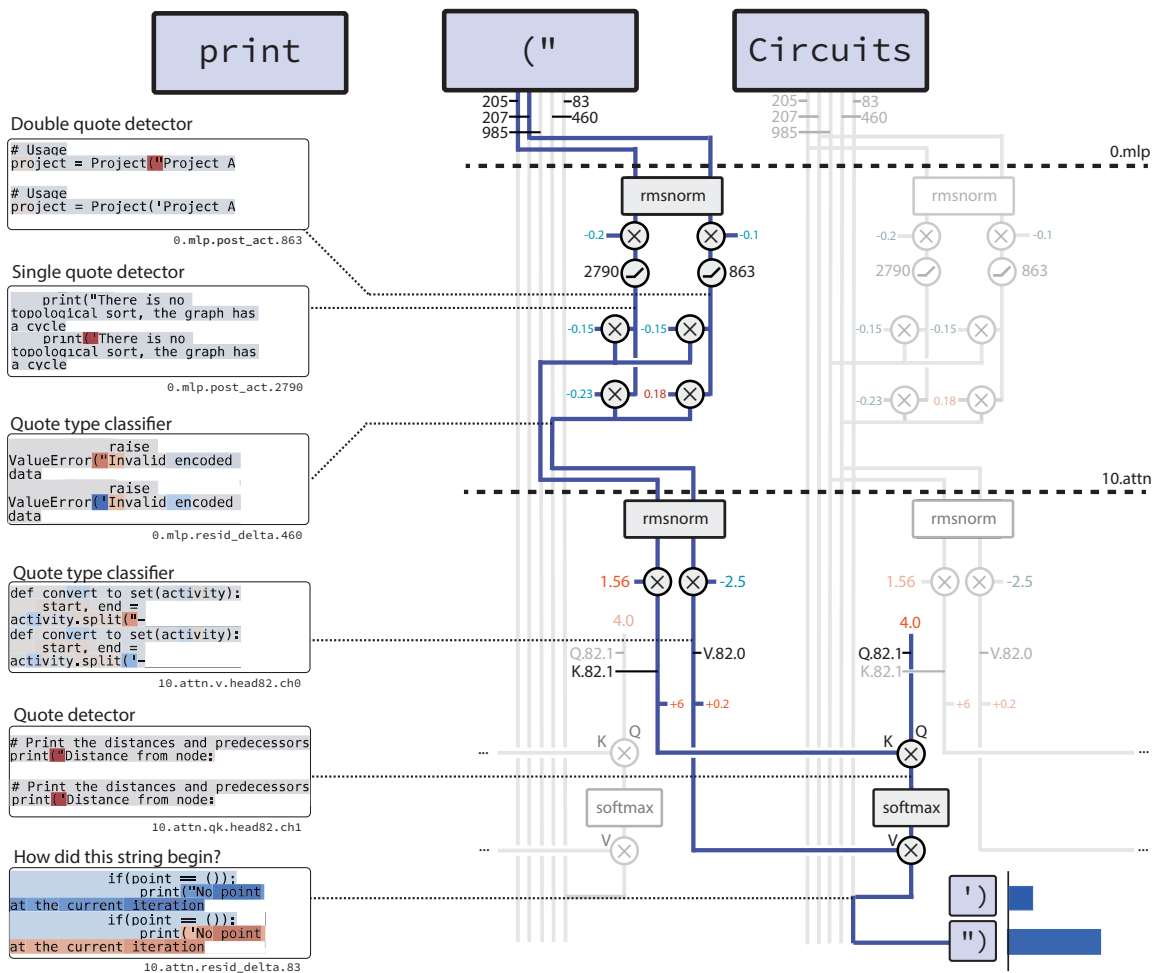 print
("
Circuits
205
83
207
460
985
205
83
207
460
985
0.mlp
rmsnorm
-0.2
-0.1
2790
863
-0.15
-0.15
-0.23
0.18
rmsnorm
-0.2
-0.1
2790
863
-0.15
-0.15
-0.23
0.18
10.attn
rmsnorm
1.56
-2.5
4.0
Q.82.1
K.82.1
V.82.0
+6
+0.2
K
Q
...
softmax
V
...
rmsnorm
1.56
-2.5
4.0
Q.82.1
K.82.1
V.82.0
+6
+0.2
K
Q
...
softmax
V
...
')
")
Double quote detector
# Usage
project = Project("Project A
# Usage
project = Project('Project A
0.mlp.post_act.863
Single quote detector
print("There is no
topological sort, the graph has
a cycle
print('There is no
topological sort, the graph has
a cycle
0.mlp.post_act.2790
Quote type classifier
raise
ValueError("Invalid encoded
data
raise
ValueError('Invalid encoded
data
0.mlp.resid_delta.460
Quote type classifier
def convert to set(activity):
start, end =
activity.split("-
def convert to set(activity):
start, end =
activity.split('-
10.attn.v.head82.ch0
Quote detector
# Print the distances and predecessors
print("Distance from node:
# Print the distances and predecessors
print('Distance from node:
10.attn.qk.head82.ch1
How did this string begin?
if(point == ()):
print("No point
at the current iteration
if(point == ()):
print('No point
at the current iteration
10.attn.resid_delta.83